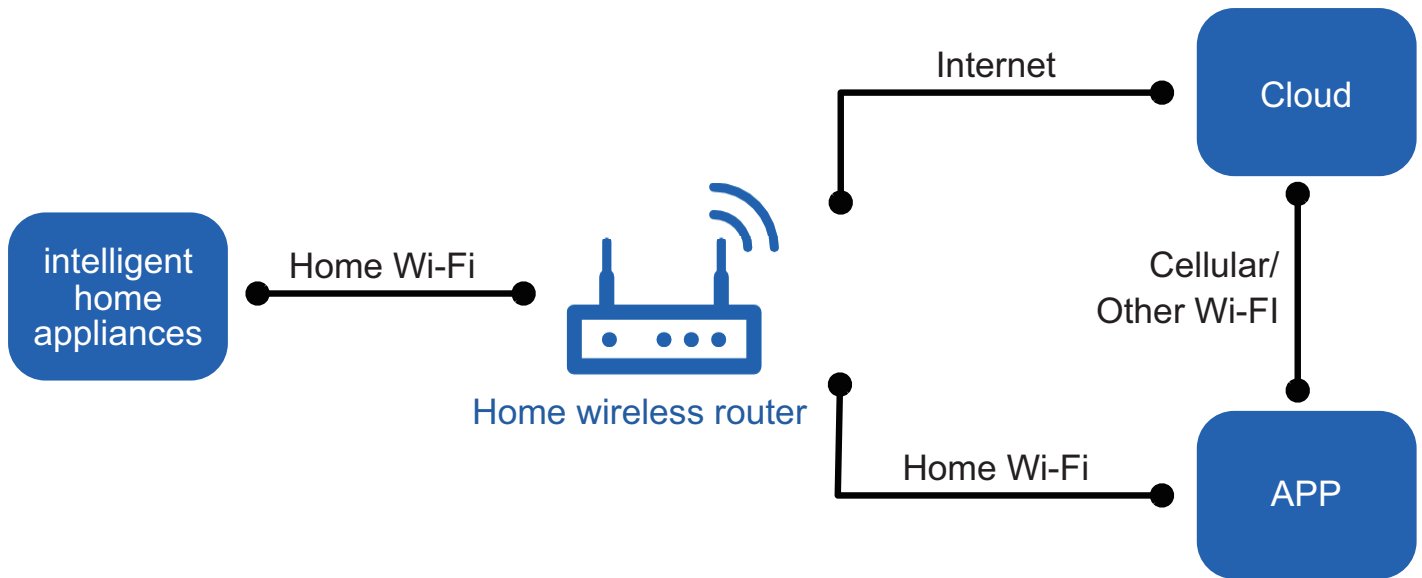 Internet
Cloud
intelligent
home
appliances
Home Wi-Fi
Cellular/
Other Wi-FI
Home wireless router
Home Wi-Fi
APP